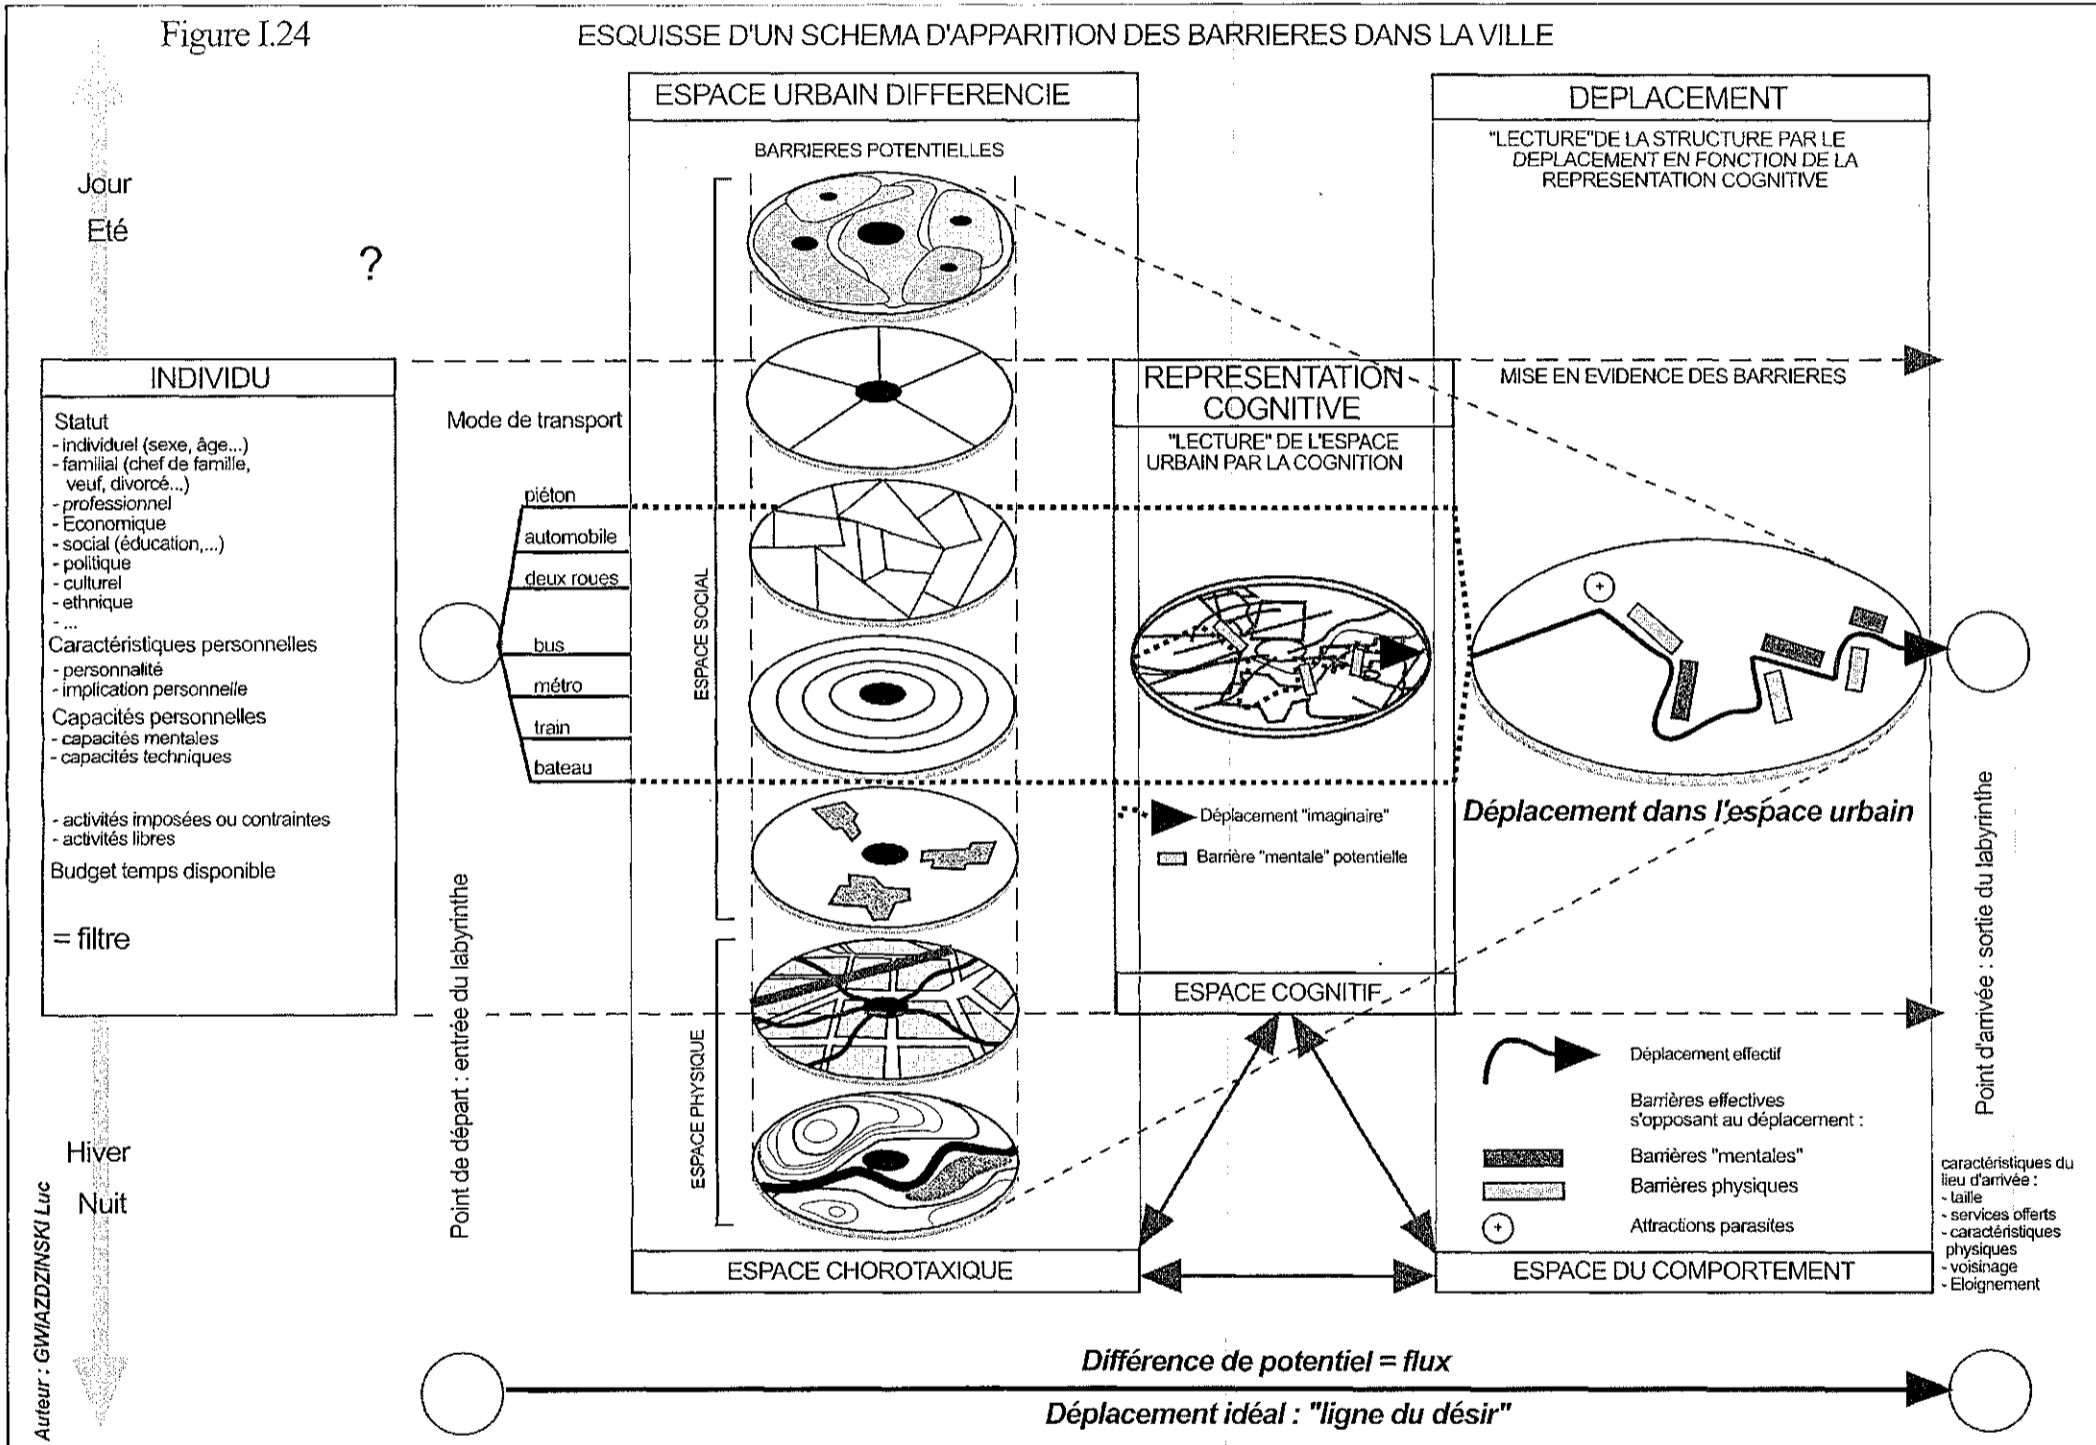 Figure I.24
ESQUISSE D'UN SCHEMA D'APPARITION DES BARRIERES DANS LA VILLE
Jour
Eté
?
Hiver
Nuit
Auteur : GWIAZDZINSKI Luc
INDIVIDU
Statut
- individuel (sexe, âge...)
- familial (chef de famille,
veuf, divorcé...)
- professionnel
- Economique
- social (éducation,...)
- politique
- culturel
- ethnique
- ...
Caractéristiques personnelles
- personnalité
- implication personnelle
Capacités personnelles
- capacités mentales
- capacités techniques
- activités imposées ou contraintes
- activités libres
Budget temps disponible
= filtre
Point de départ : entrée du labyrinthe
Mode de transport
piéton
automobile
deux roues
bus
métro
train
bateau
ESPACE URBAIN DIFFERENCIE
BARRIERES POTENTIELLES
ESPACE SOCIAL
ESPACE PHYSIQUE
ESPACE CHOROTAXIQUE
REPRESENTATION
COGNITIVE
"LECTURE" DE L'ESPACE
URBAIN PAR LA COGNITION
Déplacement "imaginaire"
Barrière "mentale" potentielle
ESPACE COGNITIF
DEPLACEMENT
"LECTURE"DE LA STRUCTURE PAR LE
DEPLACEMENT EN FONCTION DE LA
REPRESENTATION COGNITIVE
MISE EN EVIDENCE DES BARRIERES
+
Déplacement dans l'espace urbain
Déplacement effectif
Barrières effectives
s'opposant au déplacement :
Barrières "mentales"
Barrières physiques
+
Attractions parasites
ESPACE DU COMPORTEMENT
Point d'arrivée : sortie du labyrinthe
caractéristiques du
lieu d'arrivée :
- taille
- services offerts
- caractéristiques
physiques
- voisinage
- Eloignement
Différence de potentiel = flux
Déplacement idéal : "ligne du désir"